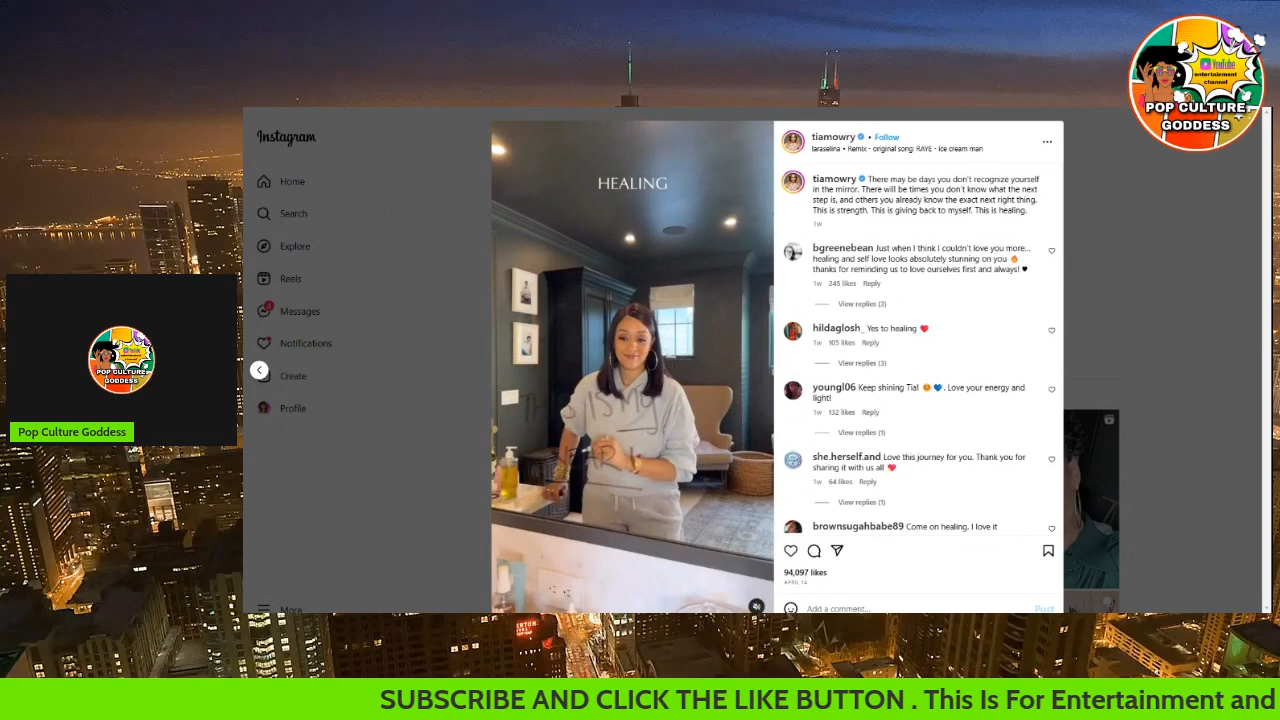 YouTube
entertainment
channel
POP CULTURE
GODDESS
Instagram
Home
Search
Explore
Reels
4
Messages
Notifications
Create
Profile
More
POP CULTURE
GODDESS
Pop Culture Goddess
HEALING
tiamowry • Follow
laraselina • Remix - original song: RAYE - ice cream man
tiamowry There may be days you don't recognize yourself
in the mirror. There will be times you don't know what the next
step is, and others you already know the exact next right thing.
This is strength. This is giving back to myself. This is healing.
1w
bgreenebean Just when I think I couldn't love you more...
healing and self love looks absolutely stunning on you 🔥
thanks for reminding us to love ourselves first and always! ♥
1w 245 likes Reply
View replies (3)
hildaglosh_ Yes to healing ❤️
1w 105 likes Reply
View replies (3)
youngl06 Keep shining Tia! 😍💙. Love your energy and
light!
1w 132 likes Reply
View replies (1)
she.herself.and Love this journey for you. Thank you for
sharing it with us all 💖
1w 64 likes Reply
View replies (1)
brownsugahbabe89 Come on healing, I love it
94,097 likes
APRIL 14
Add a comment...
Post
SUBSCRIBE AND CLICK THE LIKE BUTTON . This Is For Entertainment and